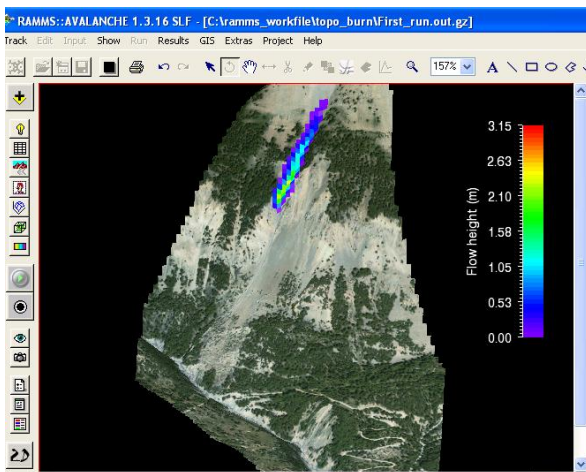 RAMMS::AVALANCHE 1.3.16 SLF - [C:\ramms_workfile\topo_burn\First_run.out.gz]
Track Edit Input Show Run Results GIS Extras Project Help
157% A
3.15
2.63
2.10
1.58
1.05
0.53
0.00
Flow height (m)